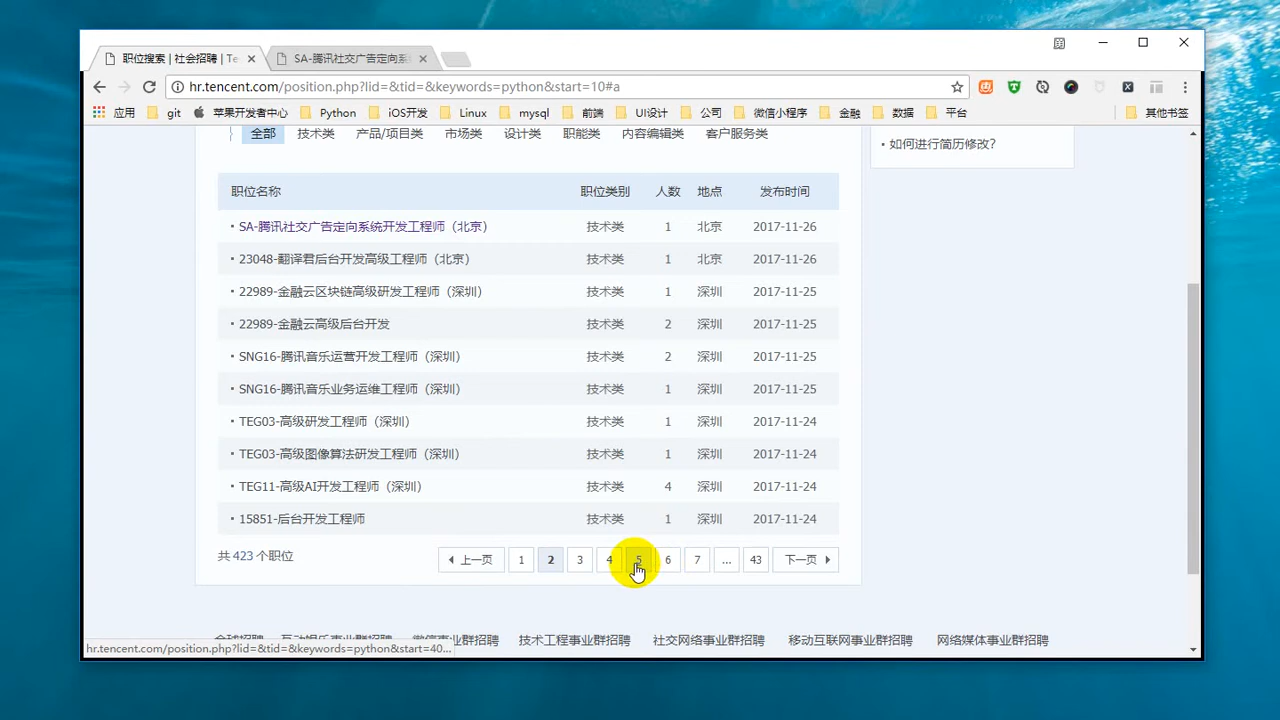 职位搜索 | 社会招聘 | Te
SA-腾讯社交广告定向系
hr.tencent.com/position.php?lid=&tid=&keywords=python&start=10#a
应用 git 苹果开发者中心 Python iOS开发 Linux mysql 前端 UI设计 公司 微信小程序 金融 数据 平台 其他书签
全部 技术类 产品/项目类 市场类 设计类 职能类 内容编辑类 客户服务类
• 如何进行简历修改?
职位名称 职位类别 人数 地点 发布时间
• SA-腾讯社交广告定向系统开发工程师（北京） 技术类 1 北京 2017-11-26
• 23048-翻译君后台开发高级工程师（北京） 技术类 1 北京 2017-11-26
• 22989-金融云区块链高级研发工程师（深圳） 技术类 1 深圳 2017-11-25
• 22989-金融云高级后台开发 技术类 2 深圳 2017-11-25
• SNG16-腾讯音乐运营开发工程师（深圳） 技术类 2 深圳 2017-11-25
• SNG16-腾讯音乐业务运维工程师（深圳） 技术类 1 深圳 2017-11-25
• TEG03-高级研发工程师（深圳） 技术类 1 深圳 2017-11-24
• TEG03-高级图像算法研发工程师（深圳） 技术类 1 深圳 2017-11-24
• TEG11-高级AI开发工程师（深圳） 技术类 4 深圳 2017-11-24
• 15851-后台开发工程师 技术类 1 深圳 2017-11-24
共 423 个职位 上一页 1 2 3 4 5 6 7 ... 43 下一页
全球招聘 互动娱乐事业群招聘 微信事业群招聘 技术工程事业群招聘 社交网络事业群招聘 移动互联网事业群招聘 网络媒体事业群招聘
hr.tencent.com/position.php?lid=&tid=&keywords=python&start=40...